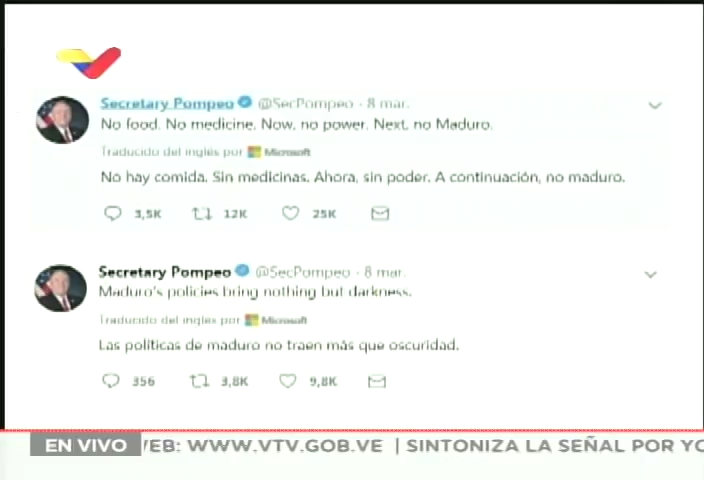 Secretary Pompeo @SecPompeo · 8 mar.
No food. No medicine. Now, no power. Next, no Maduro.
Traducido del inglés por Microsoft
No hay comida. Sin medicinas. Ahora, sin poder. A continuación, no maduro.
3,5K 12K 25K
Secretary Pompeo @SecPompeo · 8 mar.
Maduro's policies bring nothing but darkness.
Traducido del inglés por Microsoft
Las políticas de maduro no traen más que oscuridad.
356 3,8K 9,8K
EN VIVO /EB: WWW.VTV.GOB.VE | SINTONIZA LA SEÑAL POR YO